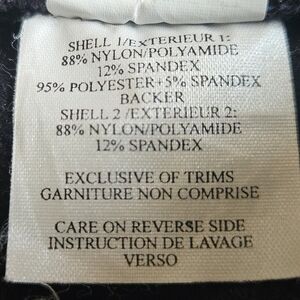 SHELL 1/EXTERIEUR 1:
88% NYLON/POLYAMIDE
12% SPANDEX
95% POLYESTER+5% SPANDEX
BACKER
SHELL 2 /EXTERIEUR 2:
88% NYLON/POLYAMIDE
12% SPANDEX
EXCLUSIVE OF TRIMS
GARNITURE NON COMPRISE
CARE ON REVERSE SIDE
INSTRUCTION DE LAVAGE
VERSO